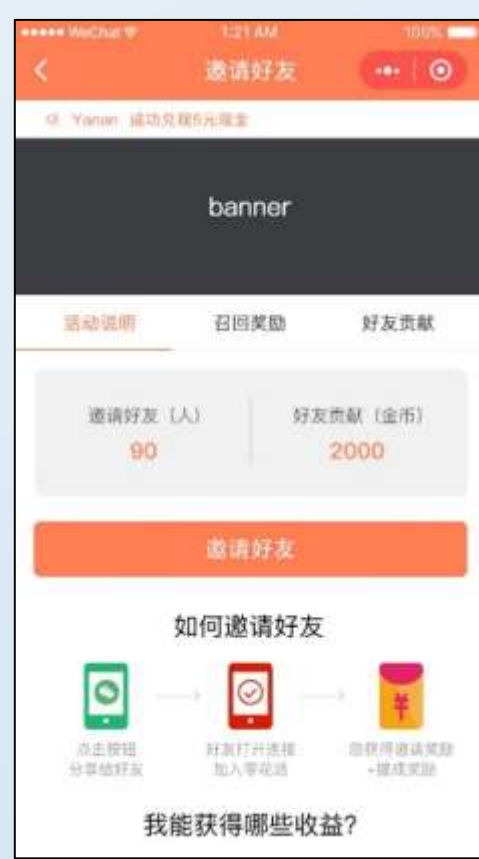 WeChat 1:21 AM 100%
邀请好友
Yanan 成功兑现5元现金
banner
活动说明 召回奖励 好友贡献
邀请好友（人） 好友贡献（金币）
90 2000
邀请好友
如何邀请好友
点击按钮 好友打开连接 您获得邀请奖励
分享给好友 加入零花话 +提成奖励
我能获得哪些收益?